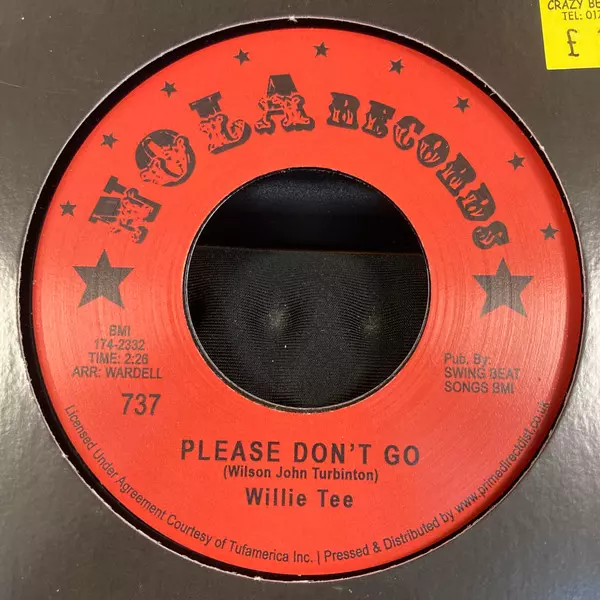 CRAZY BE
TEL: 017
£
NOLA RECORDS
BMI
174-2332
TIME: 2:26
ARR: WARDELL
737
Pub. By:
SWING BEAT
SONGS BMI
PLEASE DON'T GO
(Wilson John Turbinton)
Willie Tee
Licensed Under Agreement Courtesy of Tufamerica Inc. | Pressed & Distributed by www.primedirectdist.co.uk